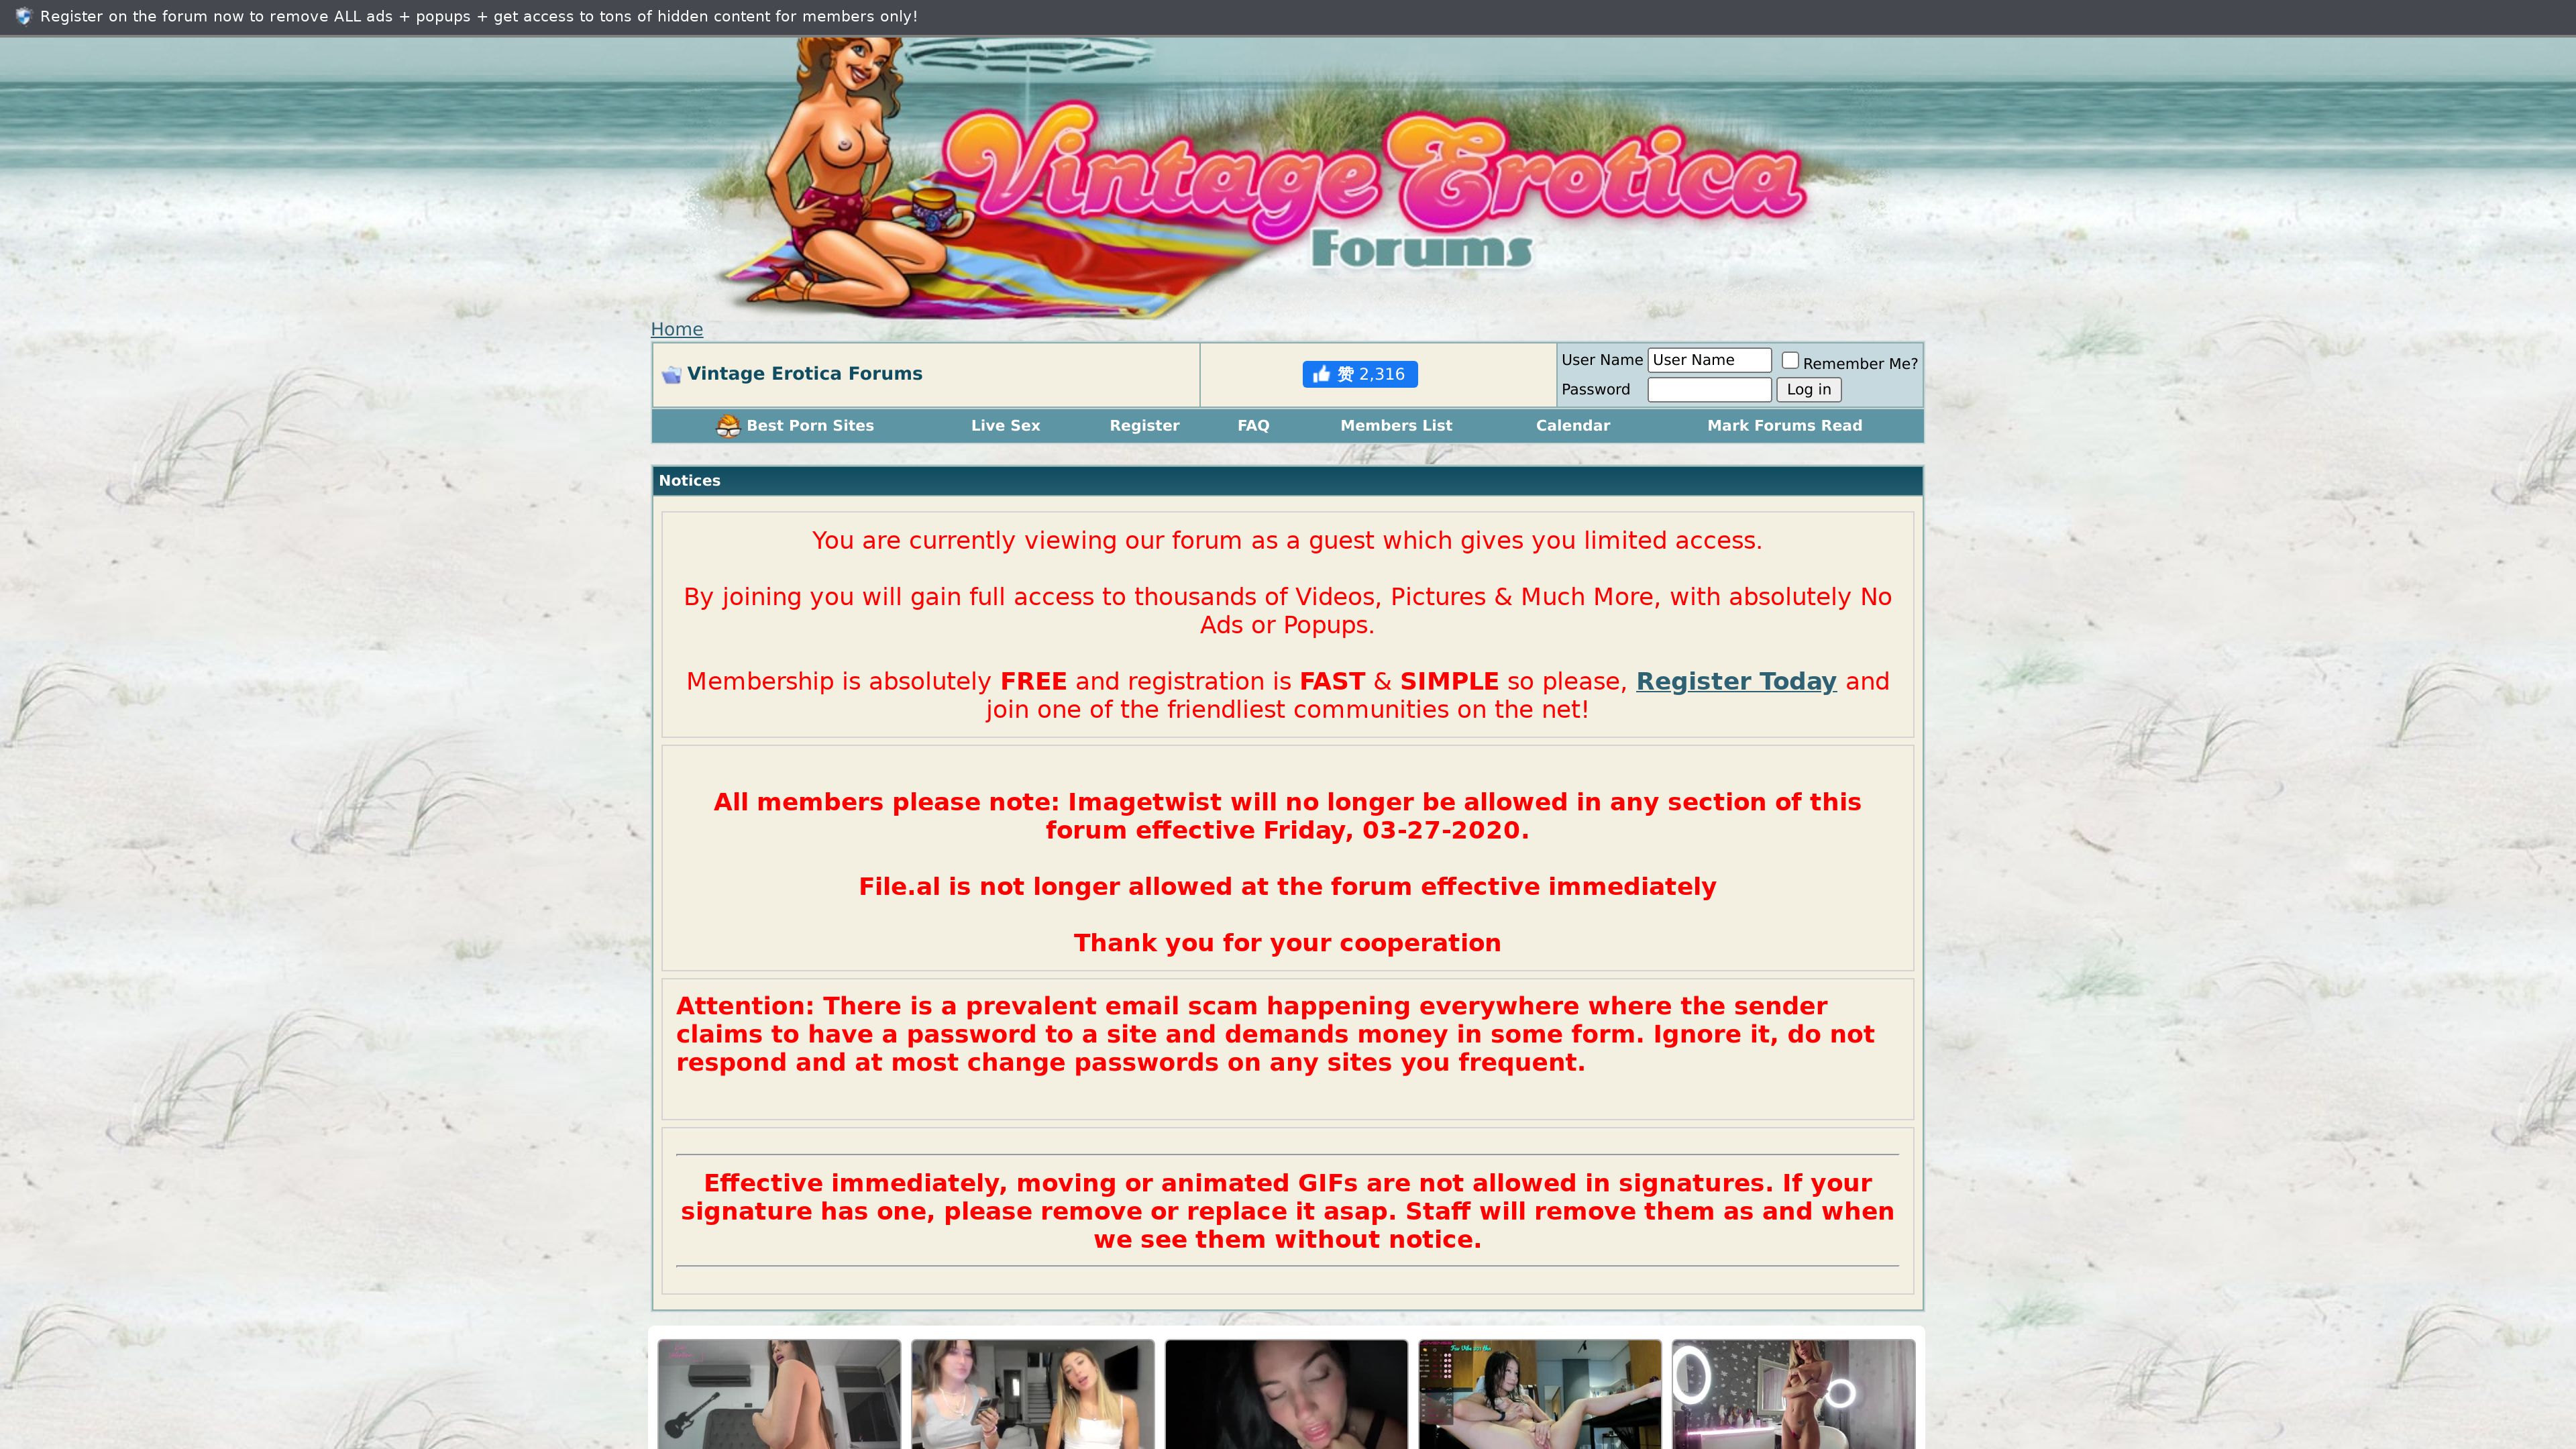 Register on the forum now to remove ALL ads + popups + get access to tons of hidden content for members only!
Vintage Erotica
Forums
Home
Vintage Erotica Forums
赞 2,316
User Name
User Name
Remember Me?
Password
Log in
Best Porn Sites
Live Sex
Register
FAQ
Members List
Calendar
Mark Forums Read
Notices
You are currently viewing our forum as a guest which gives you limited access.
By joining you will gain full access to thousands of Videos, Pictures & Much More, with absolutely No
Ads or Popups.
Membership is absolutely FREE and registration is FAST & SIMPLE so please, Register Today and
join one of the friendliest communities on the net!
All members please note: Imagetwist will no longer be allowed in any section of this
forum effective Friday, 03-27-2020.
File.al is not longer allowed at the forum effective immediately
Thank you for your cooperation
Attention: There is a prevalent email scam happening everywhere where the sender
claims to have a password to a site and demands money in some form. Ignore it, do not
respond and at most change passwords on any sites you frequent.
Effective immediately, moving or animated GIFs are not allowed in signatures. If your
signature has one, please remove or replace it asap. Staff will remove them as and when
we see them without notice.